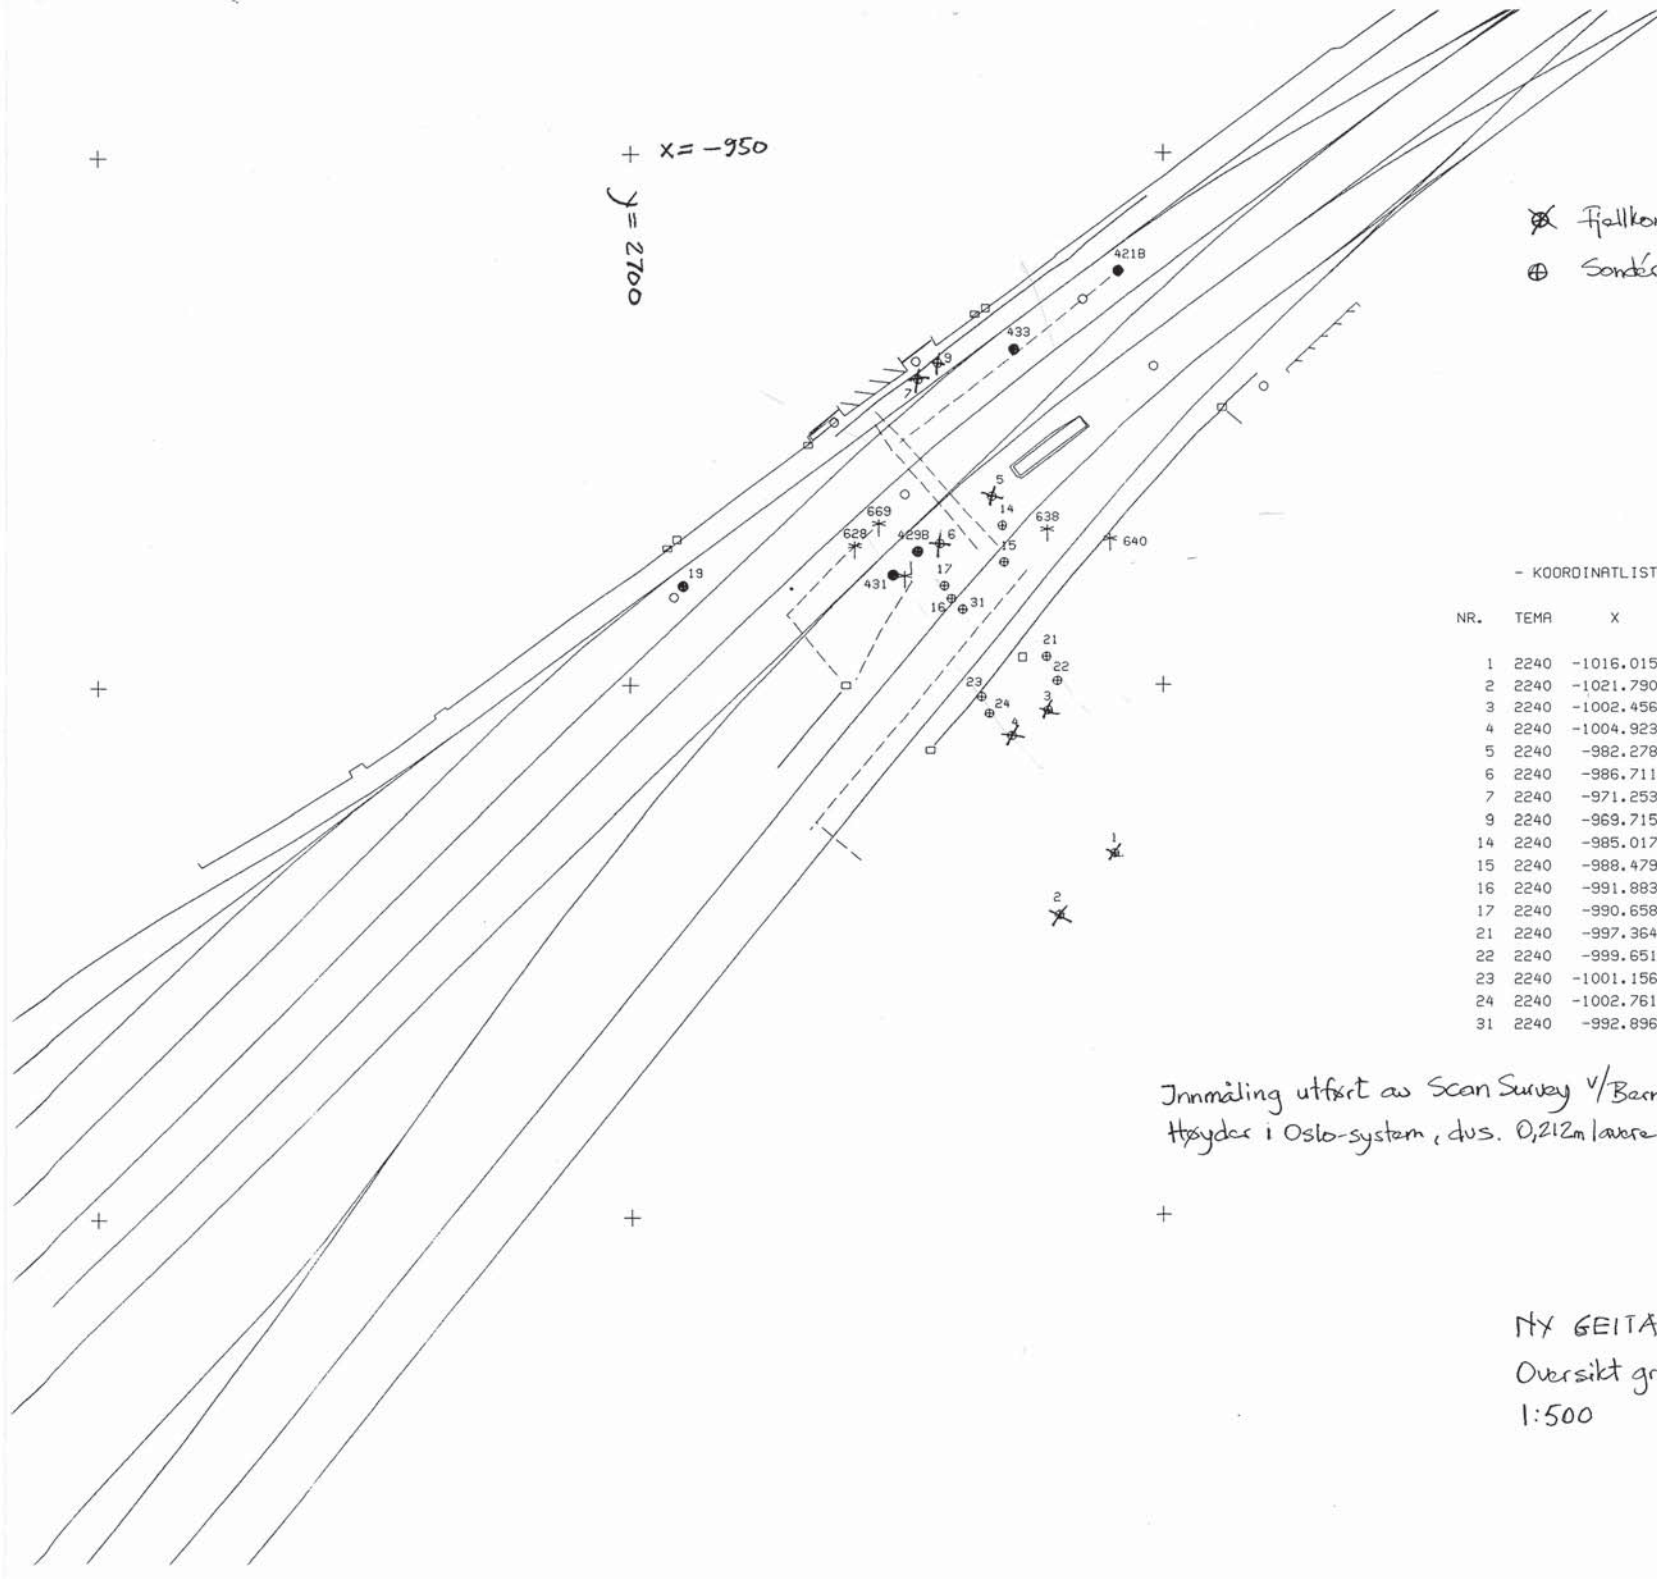 x = -950
y = 2700
Sondér
421B
433
9
7
5
14
669
638
628
429B
6
640
15
19
431
17
16
31
21
22
23
3
24
4
1
2
- KOORDINATLIST
NR. TEMA X
1 2240 -1016.015
2 2240 -1021.790
3 2240 -1002.456
4 2240 -1004.923
5 2240 -982.278
6 2240 -986.711
7 2240 -971.253
9 2240 -969.715
14 2240 -985.017
15 2240 -988.479
16 2240 -991.883
17 2240 -990.658
21 2240 -997.364
22 2240 -999.651
23 2240 -1001.156
24 2240 -1002.761
31 2240 -992.896
Innmåling utført av Scan Survey v/
Høyder i Oslo-system, dvs. 0,212m lavere
NY GEITA
Oversikt gr
1:500